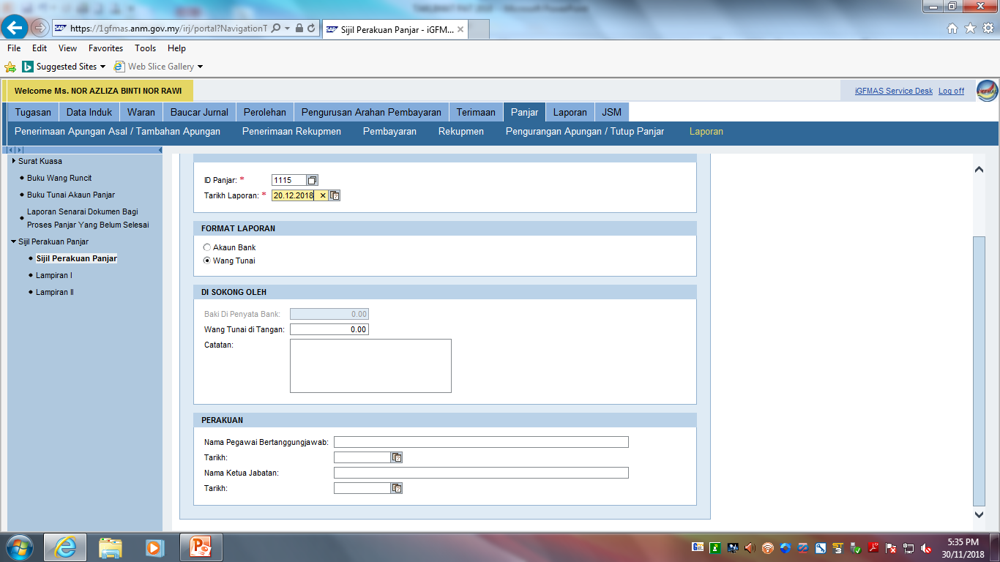 https://1gfmas.anm.gov.my/irj/portal?NavigationT
Sijil Perakuan Panjar - iGFM...
File Edit View Favorites Tools Help
Suggested Sites Web Slice Gallery
Welcome Ms. NOR AZLIZA BINTI NOR RAWI
iGFMAS Service Desk Log off
Tugasan Data Induk Waran Baucar Jurnal Perolehan Pengurusan Arahan Pembayaran Terimaan Panjar Laporan JSM
Penerimaan Apungan Asal / Tambahan Apungan Penerimaan Rekupmen Pembayaran Rekupmen Pengurangan Apungan / Tutup Panjar Laporan
Surat Kuasa
Buku Wang Runcit
Buku Tunai Akaun Panjar
Laporan Senarai Dokumen Bagi
Proses Panjar Yang Belum Selesai
Sijil Perakuan Panjar
Sijil Perakuan Panjar
Lampiran I
Lampiran II
ID Panjar: * 1115
Tarikh Laporan: * 20.12.2018
FORMAT LAPORAN
Akaun Bank
Wang Tunai
DI SOKONG OLEH
Baki Di Penyata Bank: 0.00
Wang Tunai di Tangan: 0.00
Catatan:
PERAKUAN
Nama Pegawai Bertanggungjawab:
Tarikh:
Nama Ketua Jabatan:
Tarikh:
5:35 PM
30/11/2018